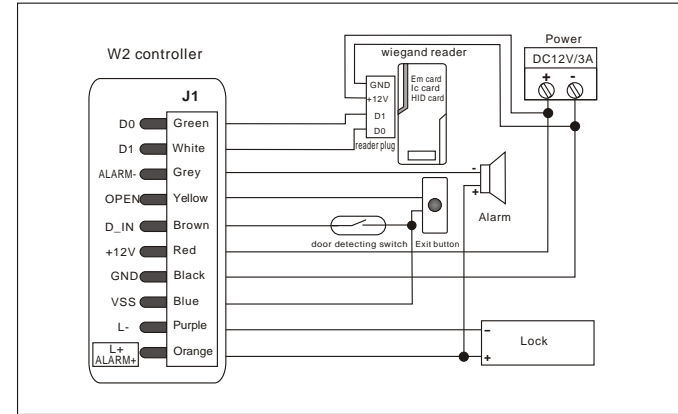 Power
W2 controller
wiegand reader
DC12V/3A
+ -
J1
GND
+12V
D1
D0
reader plug
Em card
Ic card
HID card
D0 Green
D1 White
ALARM- Grey
OPEN Yellow
D_IN Brown
+12V Red
GND Black
VSS Blue
L- Purple
L+
ALARM+
Orange
-
+
Alarm
door detecting switch
Exit button
-
+
Lock